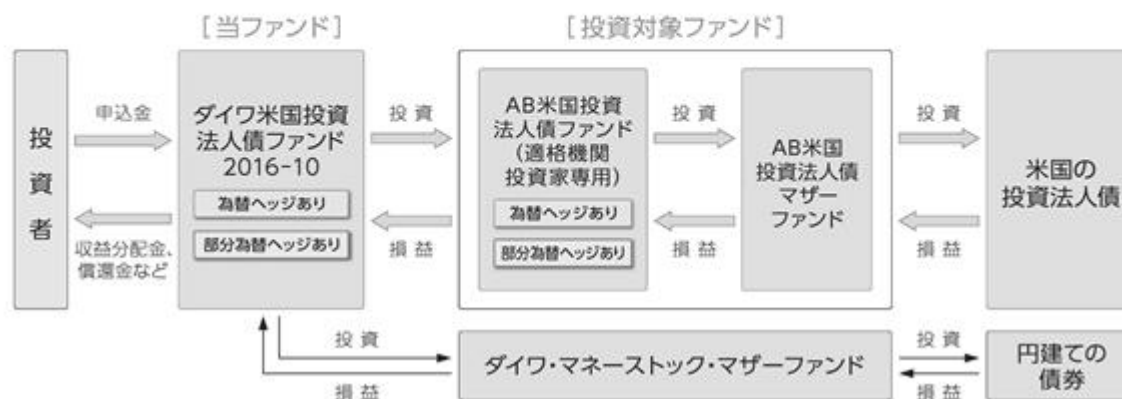 [当ファンド]
[投資対象ファンド]
投資者
申込金
収益分配金、
償還金など
ダイワ米国投資
法人債ファンド
2016-10
為替ヘッジあり
部分為替ヘッジあり
投資
損益
AB米国投資
法人債ファンド
(適格機関
投資家専用)
為替ヘッジあり
部分為替ヘッジあり
投資
損益
AB米国
投資法人債
マザー
ファンド
投資
損益
米国の
投資法人債
投資
損益
ダイワ・マネーストック・マザーファンド
投資
損益
円建ての
債券